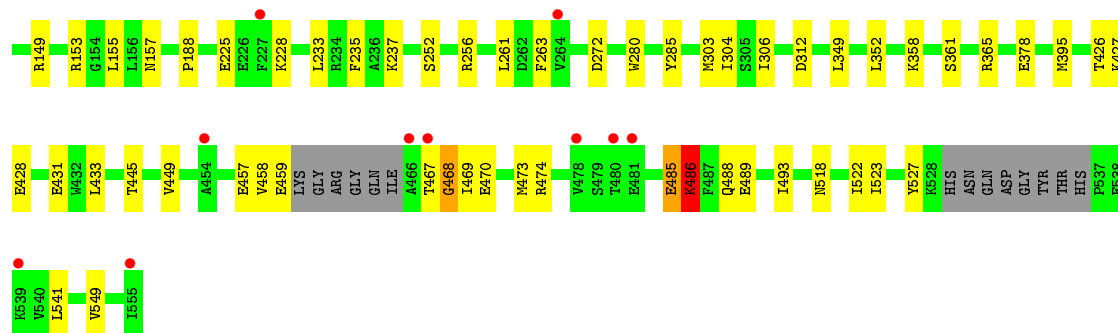 R149 R153 G154 L155 L156 N157 P188 E225 E226 F227 K228 L233 R234 F235 A236 K237 S252 R256 L261 D262 F263 V264 D272 W280 Y285 M303 I304 S305 I306 D312 L349 L352 K358 S361 R365 E378 M395 T426 K427
E428 E431 W432 L433 T445 V449 A454 E457 V458 E459 LYS GLY ARG GLY GLN ILE A466 T467 G468 I469 E470 M473 R474 V478 S479 T480 E481 E485 K486 F487 Q488 E489 I493 N518 I522 I523 Y527 K528 HIS ASN GLN ASP GLY TYR THR HIS P537 E538
K539 V540 L541 V549 I555